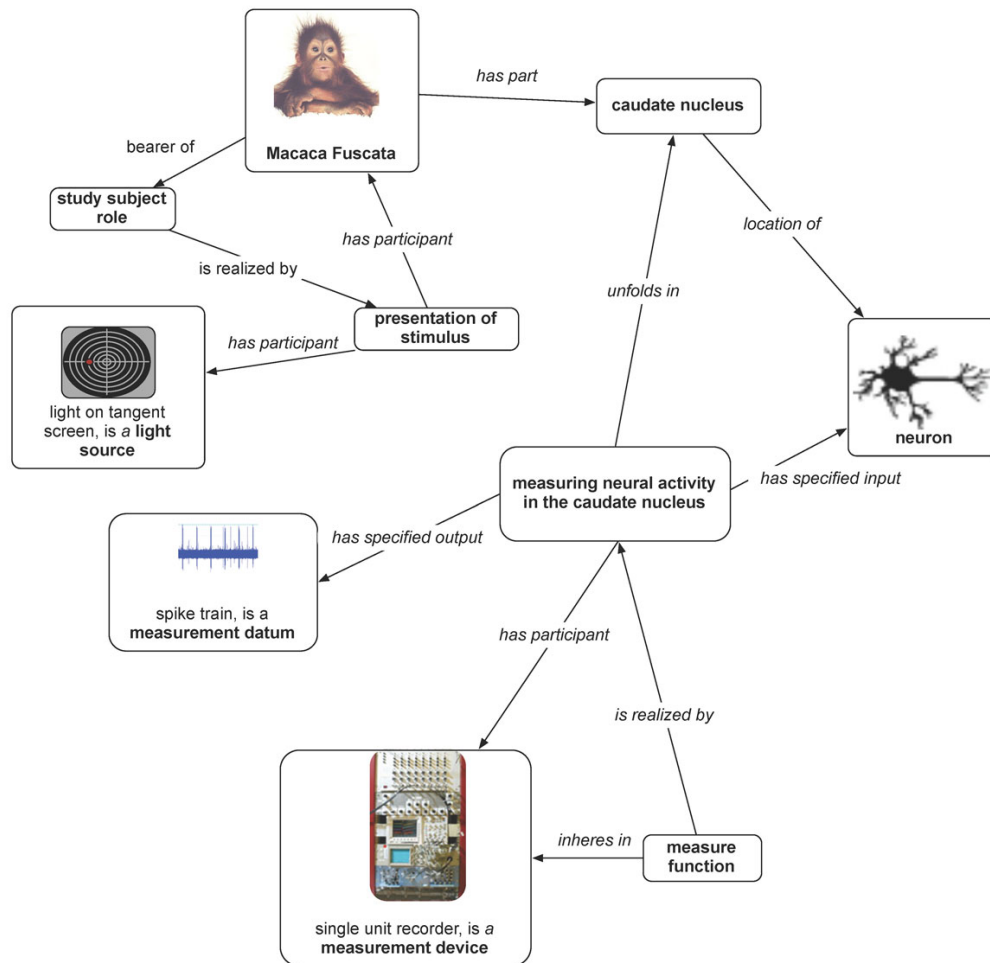 has part
caudate nucleus
Macaca Fuscata
bearer of
study subject
role
has participant
location of
is realized by
unfolds in
presentation of
stimulus
has participant
light on tangent
screen, is a light
source
neuron
measuring neural activity
in the caudate nucleus
has specified input
has specified output
spike train, is a
measurement datum
has participant
is realized by
inheres in
measure
function
single unit recorder, is a
measurement device